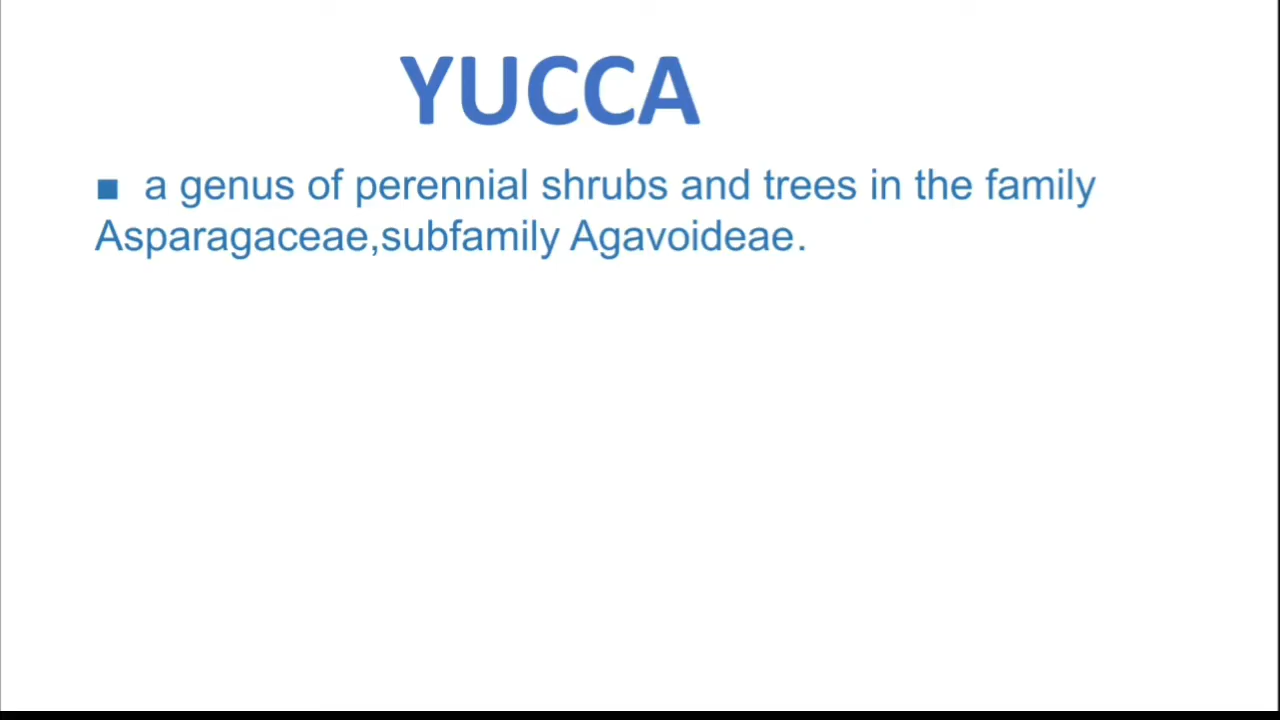 YUCCA
▪ a genus of perennial shrubs and trees in the family
Asparagaceae,subfamily Agavoideae.